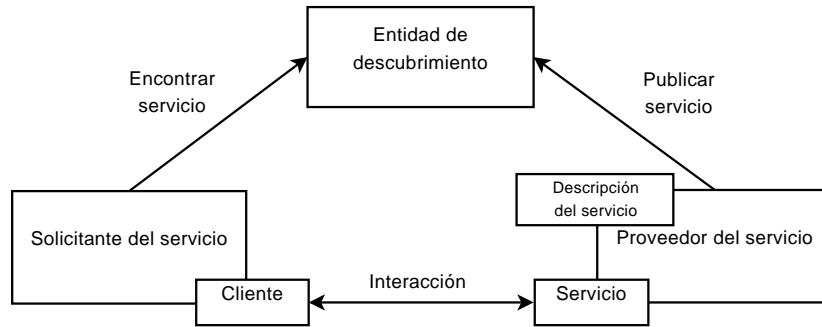 Entidad de
descubrimiento
Encontrar
servicio
Publicar
servicio
Descripción
del servicio
Solicitante del servicio
Proveedor del servicio
Cliente
Interacción
Servicio